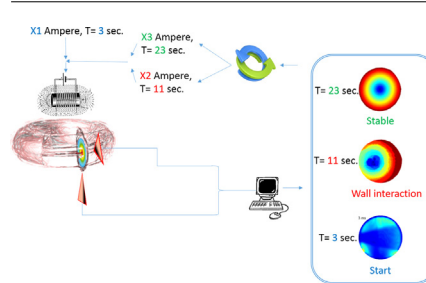 X1 Ampere, T= 3 sec.
X3 Ampere,
T= 23 sec.
X2 Ampere,
T= 11 sec.
T= 23 sec.
Stable
T= 11 sec.
Wall interaction
T= 3 sec.
Start